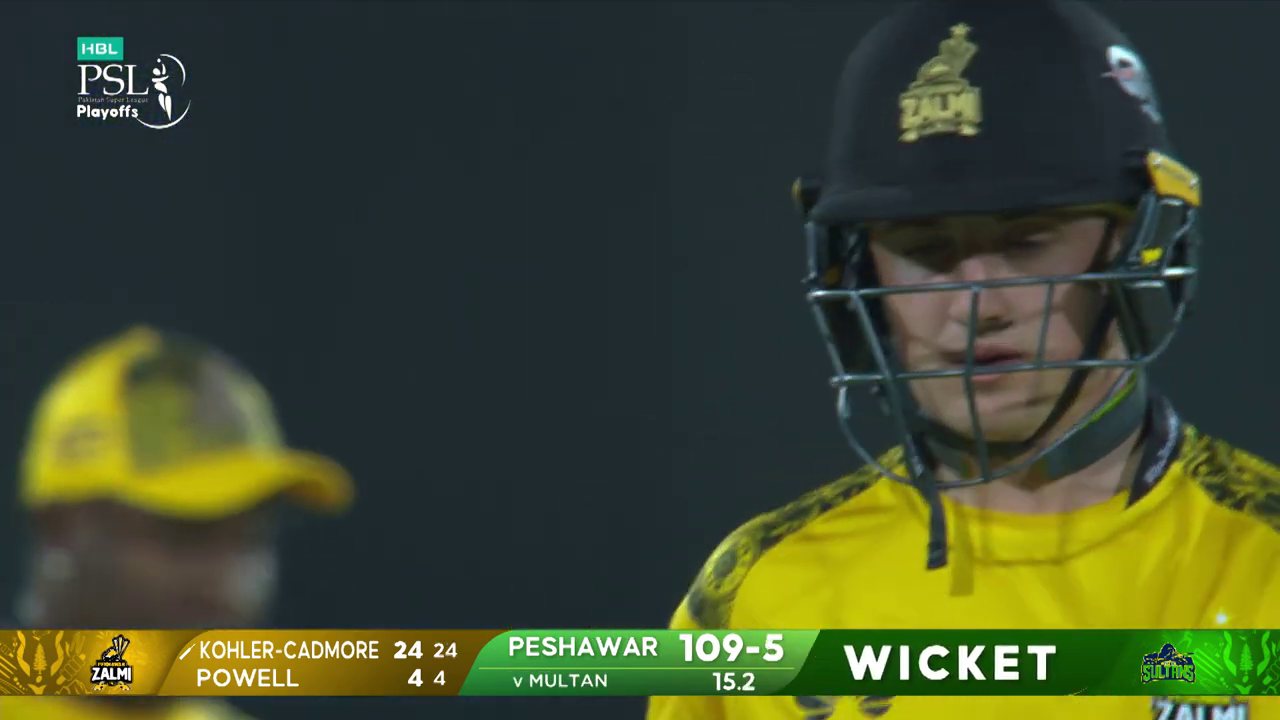 HBL
PSL
Pakistan Super League
Playoffs
ZALMI
KOHLER-CADMORE 24 24
POWELL 4 4
ZALMI
PESHAWAR 109-5
v MULTAN 15.2
WICKET
SULTANS
ZALMI